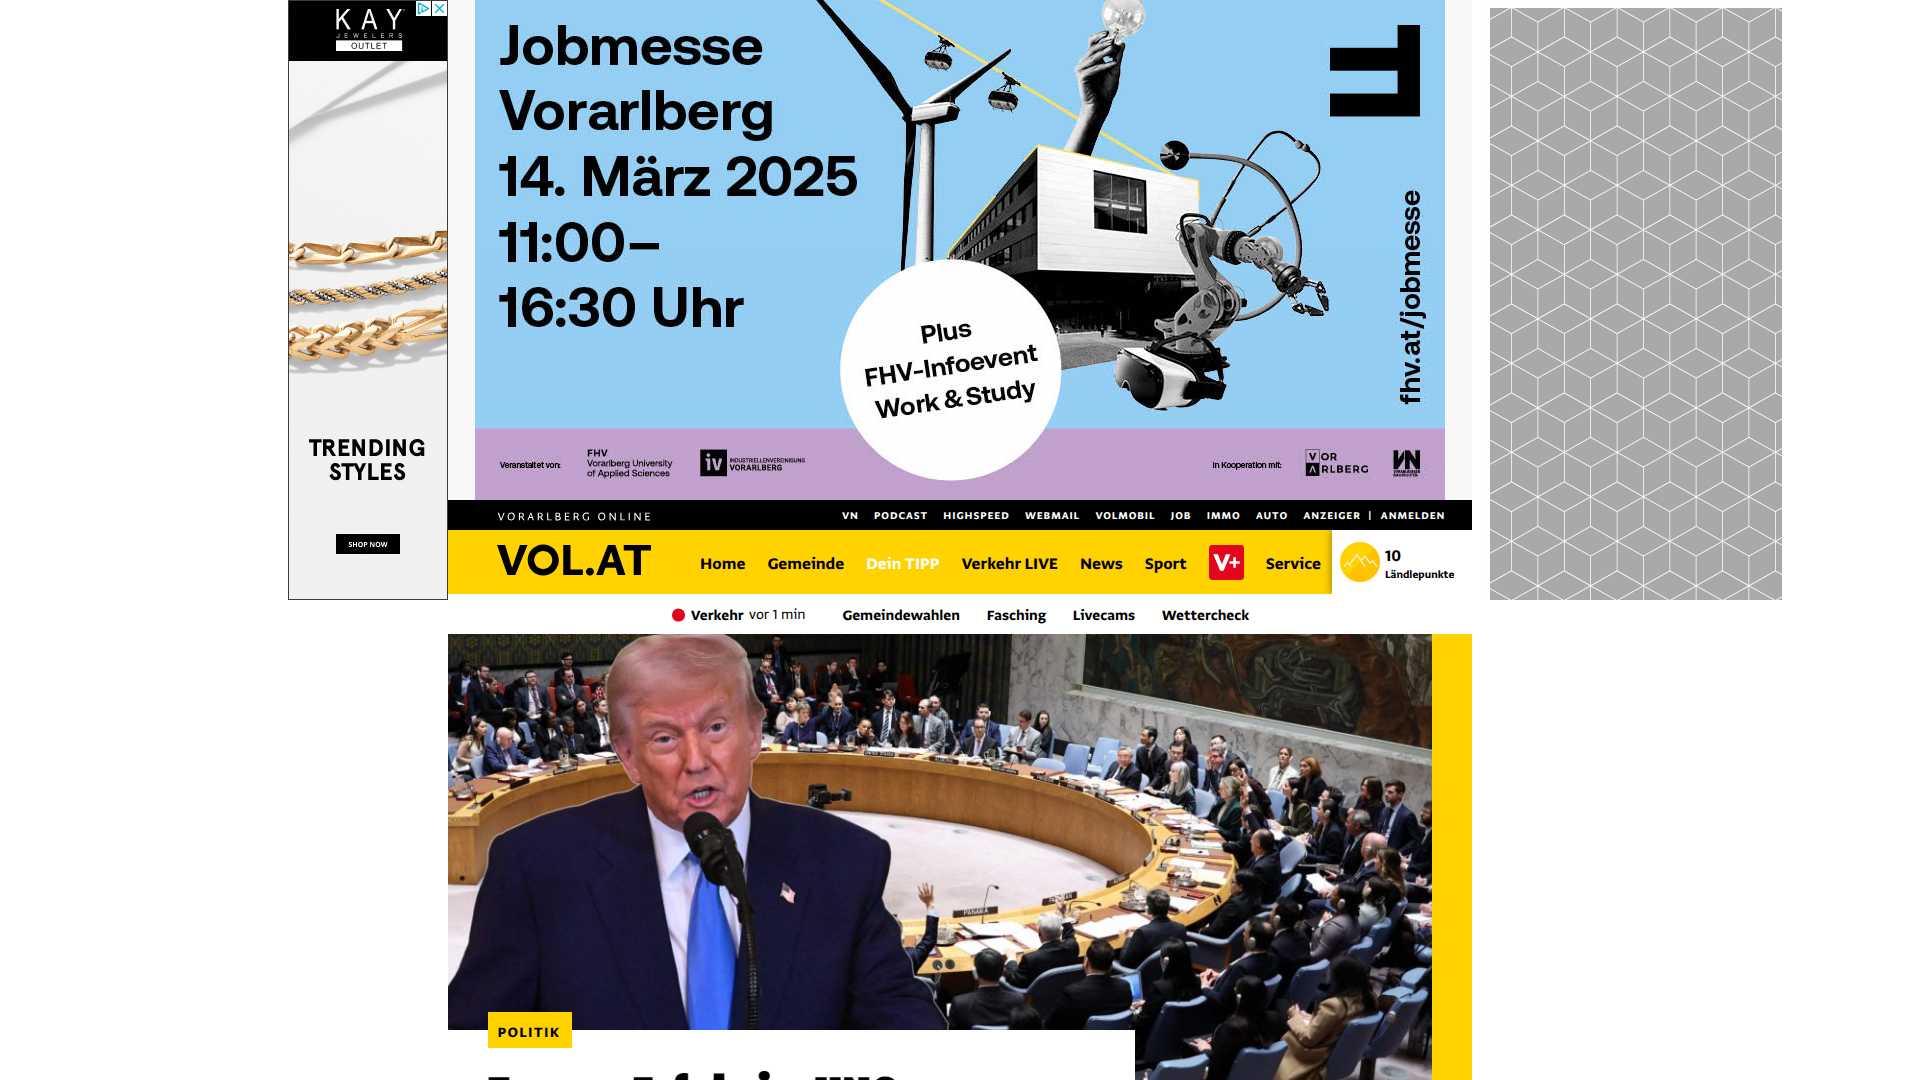 KAY
JEWELERS
OUTLET
TRENDING
STYLES
SHOP NOW
Jobmesse
Vorarlberg
14. März 2025
11:00–
16:30 Uhr
Plus
FHV-Infoevent
Work & Study
fhv.at/jobmesse
Veranstaltet von:
FHV
Vorarlberg University
of Applied Sciences
iv INDUSTRIELLENVEREINIGUNG
VORARLBERG
In Kooperation mit:
VOR
ARLBERG
VN
VORARLBERG ONLINE
VN PODCAST HIGHSPEED WEBMAIL VOLMOBIL JOB IMMO AUTO ANZEIGER | ANMELDEN
VOL.AT
Home Gemeinde Dein TIPP Verkehr LIVE News Sport V+ Service
10
Ländlepunkte
Verkehr vor 1 min Gemeindewahlen Fasching Livecams Wettercheck
PANAMA
POLITIK